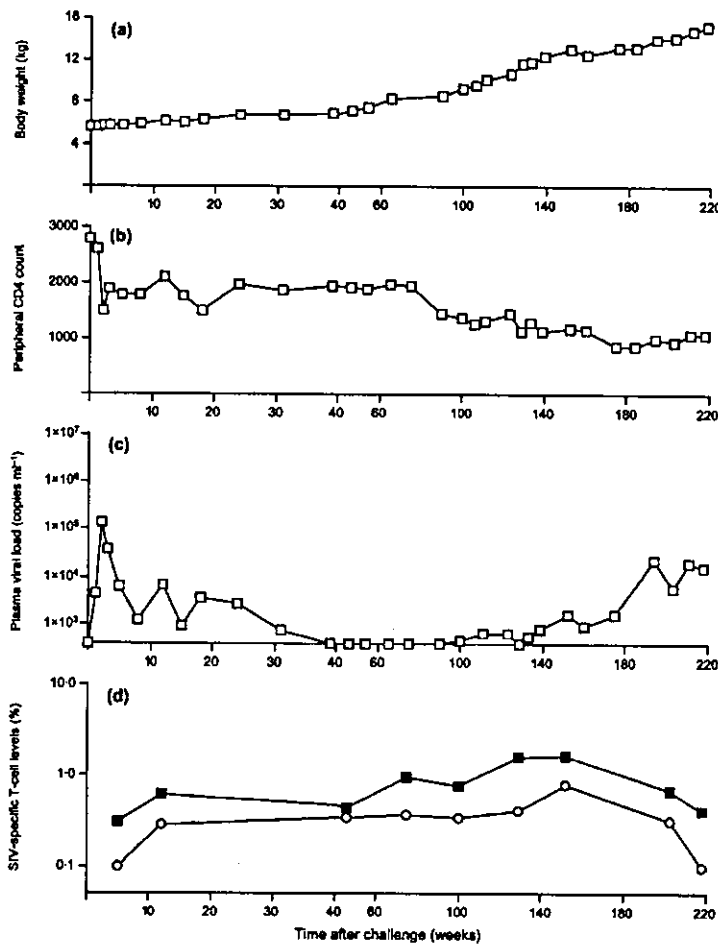 (a)
Body weight (kg)
18
12
6
4
10 20 30 40 60 100 140 180 220
(b)
Peripheral CD4 count
3000
2000
1000
10 20 30 40 60 100 140 180 220
(c)
Plasma viral load (copies ml⁻¹)
1×10⁷
1×10⁶
1×10⁵
1×10⁴
1×10³
10 20 30 40 60 100 140 180 220
(d)
SIV-specific T-cell levels (%)
10·0
1·0
0·1
10 20 30 40 60 100 140 180 220
Time after challenge (weeks)